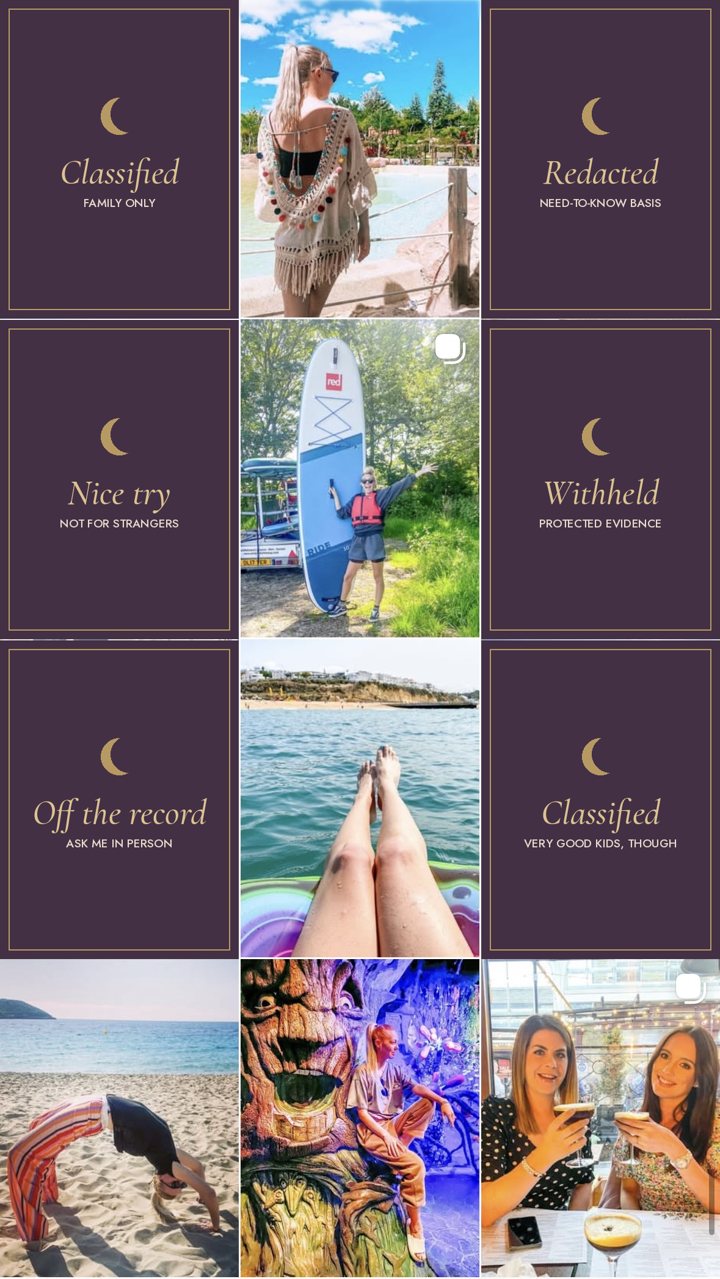 Classified
FAMILY ONLY
Redacted
NEED-TO-KNOW BASIS
Nice try
NOT FOR STRANGERS
red
RIDE
Withheld
PROTECTED EVIDENCE
Off the record
ASK ME IN PERSON
Classified
VERY GOOD KIDS, THOUGH